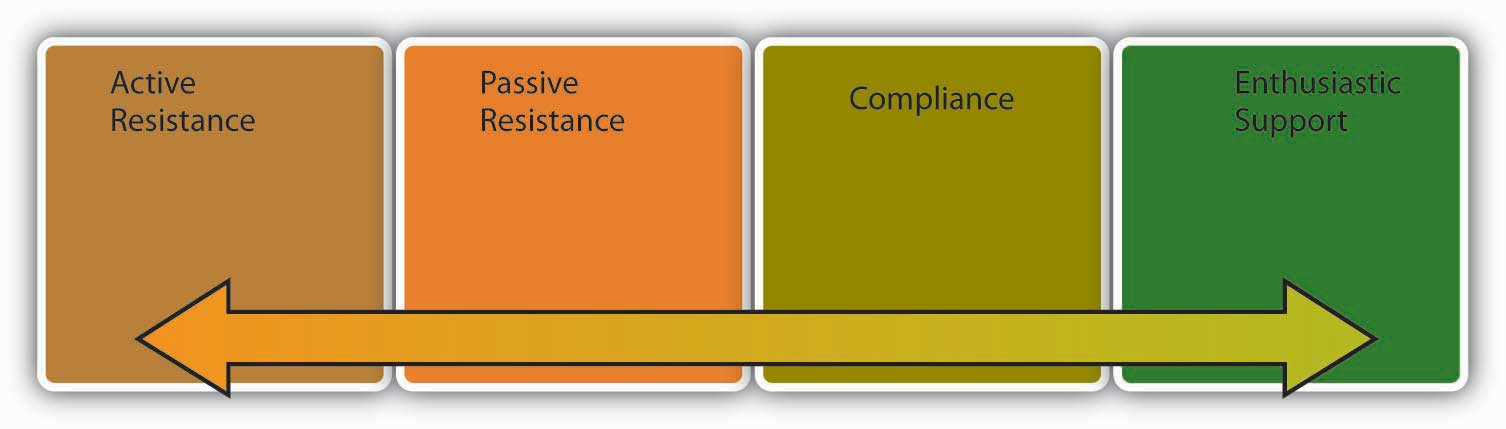 Active
Resistance
Passive
Resistance
Compliance
Enthusiastic
Support